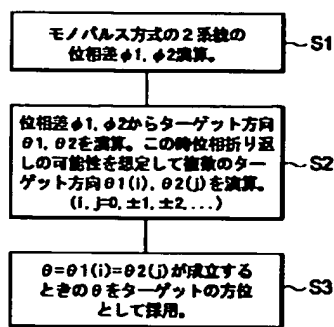 モノパルス方式の2系統の
位相差φ1,φ2演算。
S1
位相差φ1,φ2からターゲット方向
θ1,θ2を演算。この時位相折り返
しの可能性を想定して複数のター
ゲット方向θ1(i),θ2(j)を演算。
(i,j=0,±1,±2,...)
S2
θ=θ1(i)=θ2(j)が成立する
ときのθをターゲットの方位
として採用。
S3